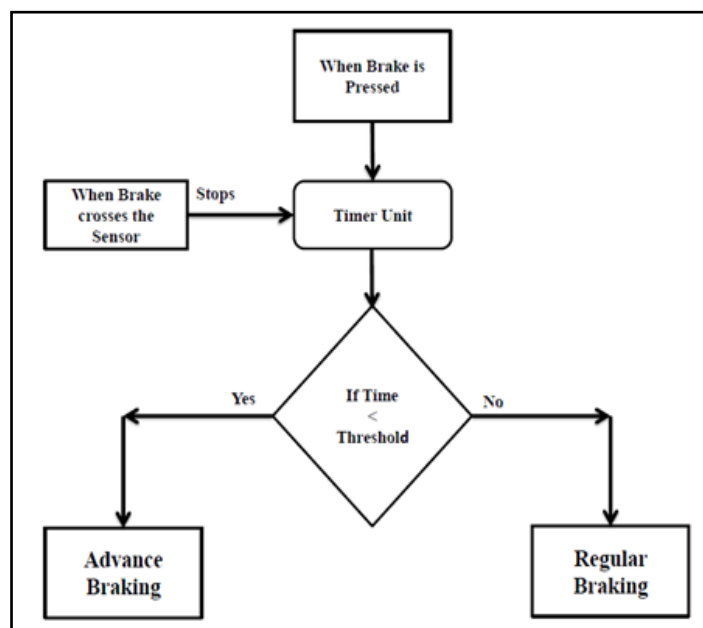 When Brake is
Pressed
When Brake
crosses the
Sensor
Stops
Timer Unit
If Time
<
Threshold
Yes
No
Advance
Braking
Regular
Braking